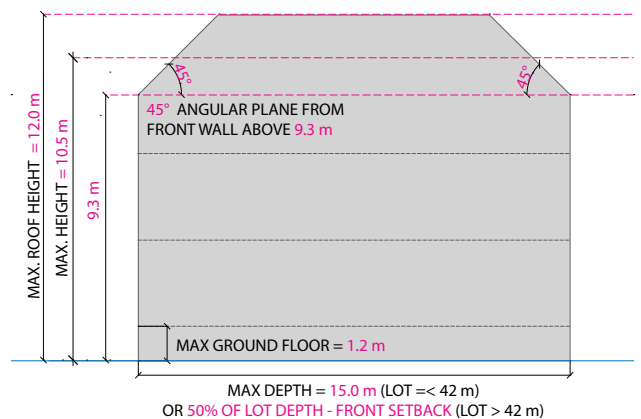 MAX. ROOF HEIGHT = 12.0 m
MAX. HEIGHT = 10.5 m
9.3 m
45°
45°
45° ANGULAR PLANE FROM
FRONT WALL ABOVE 9.3 m
MAX GROUND FLOOR = 1.2 m
MAX DEPTH = 15.0 m (LOT =< 42 m)
OR 50% OF LOT DEPTH - FRONT SETBACK (LOT > 42 m)